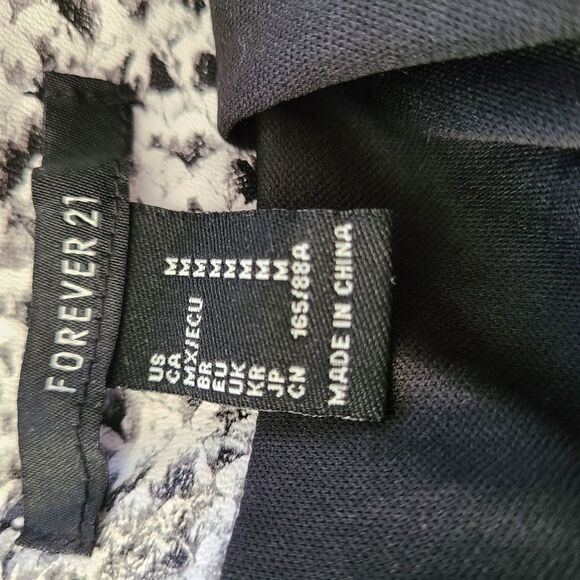 FOREVER 21
US M
CA M
MX/ECU M
BR M
EU M
UK M
KR M
JP M
CN 165/88A
MADE IN CHINA